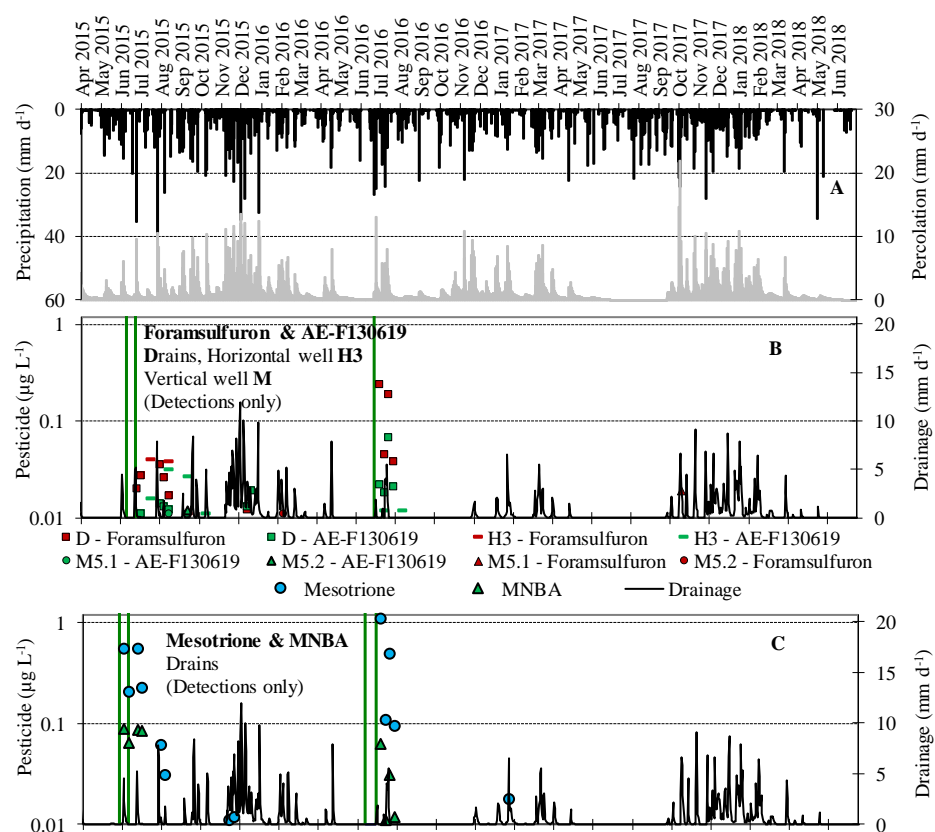 Apr 2015
May 2015
Jun 2015
Jul 2015
Aug 2015
Sep 2015
Oct 2015
Nov 2015
Dec 2015
Jan 2016
Feb 2016
Mar 2016
Apr 2016
May 2016
Jun 2016
Jul 2016
Aug 2016
Sep 2016
Oct 2016
Nov 2016
Dec 2016
Jan 2017
Feb 2017
Mar 2017
Apr 2017
May 2017
Jun 2017
Jul 2017
Aug 2017
Sep 2017
Oct 2017
Nov 2017
Dec 2017
Jan 2018
Feb 2018
Mar 2018
Apr 2018
May 2018
Jun 2018
Precipitation (mm d⁻¹)
0
20
40
60
A
30
20
10
0
Percolation (mm d⁻¹)
Pesticide (µg L⁻¹)
1
0.1
0.01
Foramsulfuron & AE-F130619
Drains, Horizontal well H3
Vertical well M
(Detections only)
B
20
15
10
5
0
Drainage (mm d⁻¹)
D - Foramsulfuron D - AE-F130619 H3 - Foramsulfuron H3 - AE-F130619
M5.1 - AE-F130619 M5.2 - AE-F130619 M5.1 - Foramsulfuron M5.2 - Foramsulfuron
Mesotrione MNBA Drainage
Pesticide (µg L⁻¹)
1
0.1
0.01
Mesotrione & MNBA
Drains
(Detections only)
C
20
15
10
5
0
Drainage (mm d⁻¹)